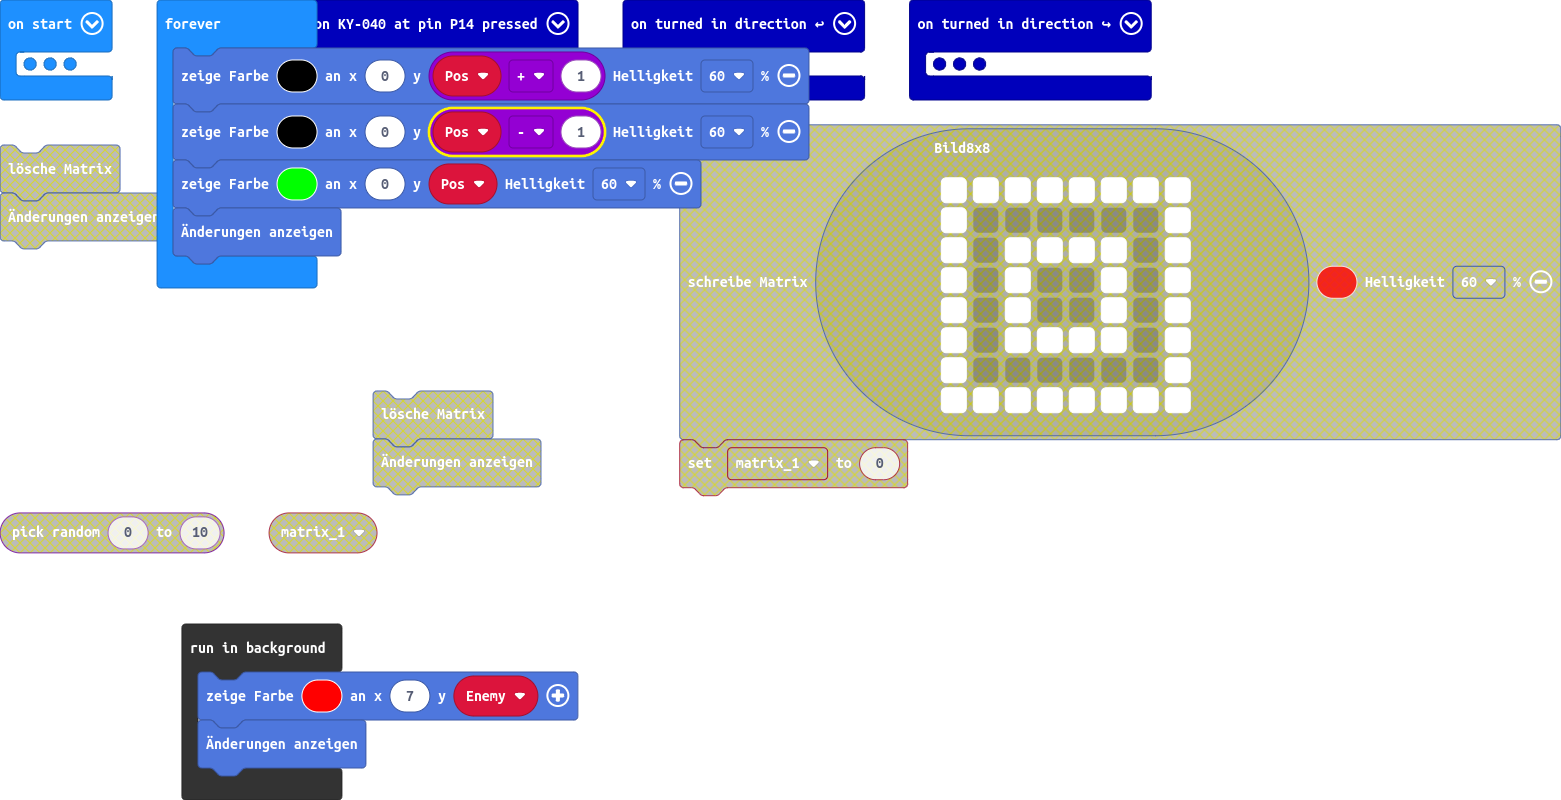 on start
forever
on KY-040 at pin P14 pressed
on turned in direction ↩
on turned in direction ↪
zeige Farbe an x 0 y Pos + 1 Helligkeit 60 %
zeige Farbe an x 0 y Pos - 1 Helligkeit 60 %
zeige Farbe an x 0 y Pos Helligkeit 60 %
Änderungen anzeigen
lösche Matrix
Änderungen anzeigen
Bild8x8
schreibe Matrix Helligkeit 60 %
lösche Matrix
Änderungen anzeigen
set matrix_1 to 0
pick random 0 to 10
matrix_1
run in background
zeige Farbe an x 7 y Enemy
Änderungen anzeigen